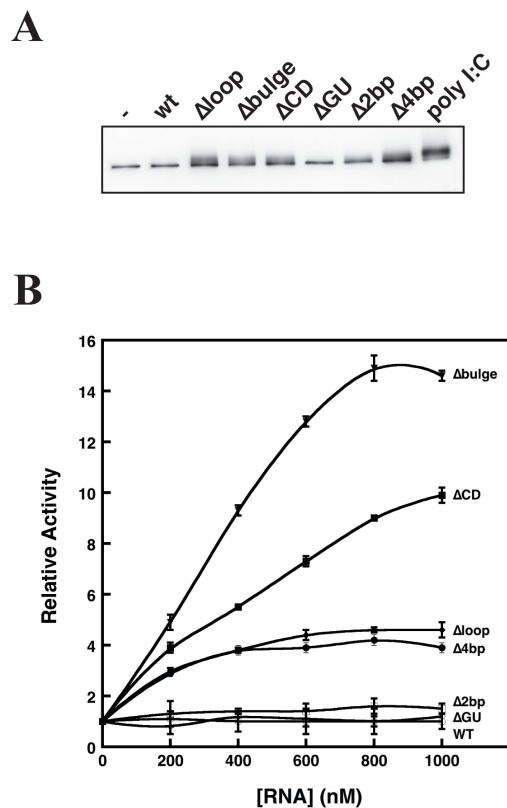 A
- wt Δloop Δbulge ΔCD ΔGU Δ2bp Δ4bp poly I:C
B
16
14
12
10
8
6
4
2
0
Relative Activity
Δbulge
ΔCD
Δloop
Δ4bp
Δ2bp
ΔGU
WT
0 200 400 600 800 1000
[RNA] (nM)